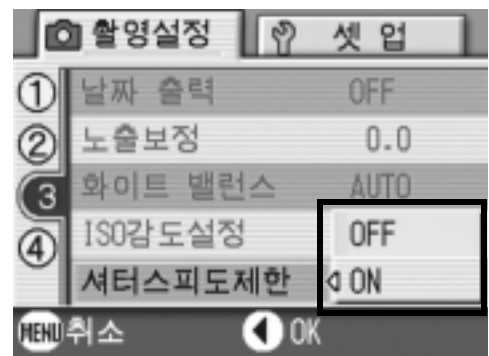 촬영설정 셋 업
① 날짜 출력 OFF
② 노출보정 0.0
3 화이트 밸런스 AUTO
④ ISO감도설정 OFF
셔터스피도제한 ON
MENU 취소 OK